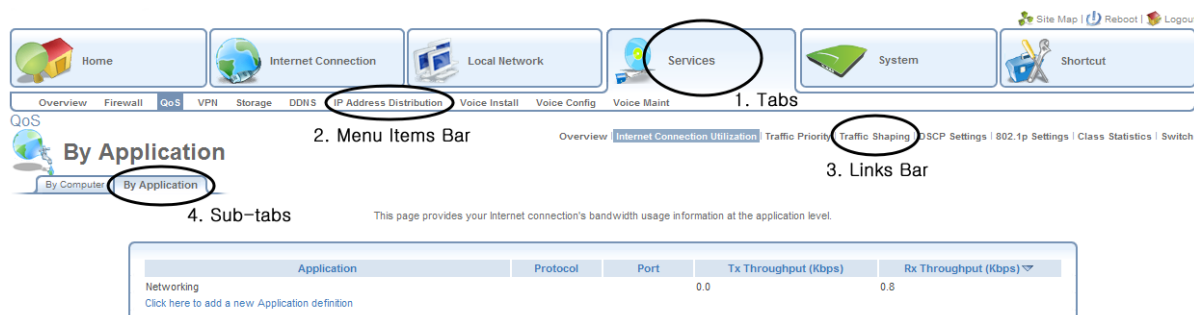 Site Map | Reboot | Logou
Home Internet Connection Local Network Services System Shortcut
1. Tabs
Overview Firewall QoS VPN Storage DDNS IP Address Distribution Voice Install Voice Config Voice Maint
QoS
2. Menu Items Bar
Overview | Internet Connection Utilization | Traffic Priority | Traffic Shaping | DSCP Settings | 802.1p Settings | Class Statistics | Switch
By Application
3. Links Bar
By Computer By Application
4. Sub-tabs
This page provides your Internet connection's bandwidth usage information at the application level.
Application Protocol Port Tx Throughput (Kbps) Rx Throughput (Kbps)
Networking 0.0 0.8
Click here to add a new Application definition